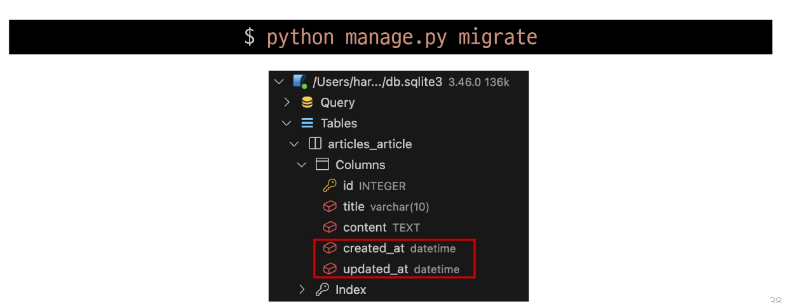 $ python manage.py migrate
/Users/har.../db.sqlite3 3.46.0 136k
Query
Tables
articles_article
Columns
id INTEGER
title varchar(10)
content TEXT
created_at datetime
updated_at datetime
Index